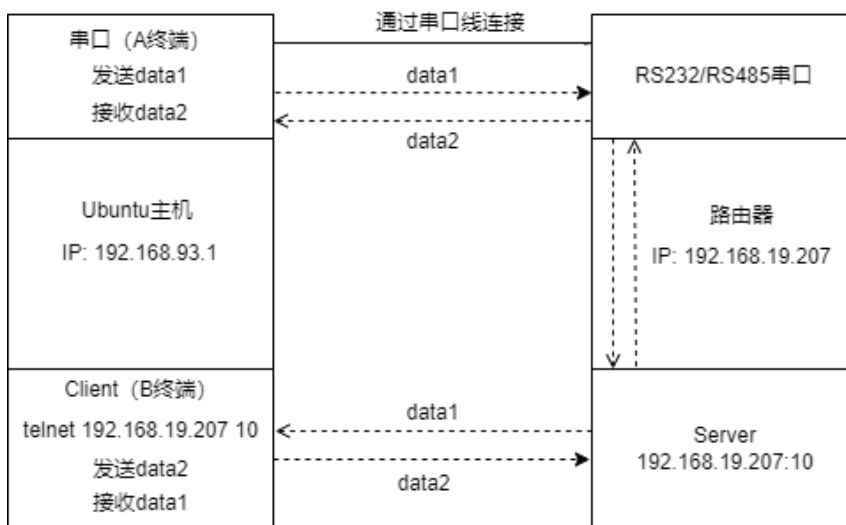 通过串口线连接
串口（A终端）
发送data1
接收data2
data1
data2
RS232/RS485串口
Ubuntu主机
IP: 192.168.93.1
路由器
IP: 192.168.19.207
Client（B终端）
telnet 192.168.19.207 10
发送data2
接收data1
data1
data2
Server
192.168.19.207:10